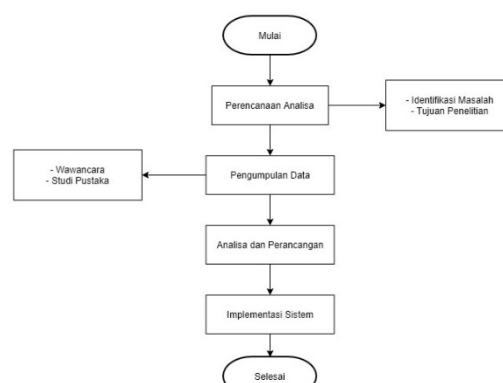 Mulai
Perencanaan Analisa
- Identifikasi Masalah
- Tujuan Penelitian
Pengumpulan Data
- Wawancara
- Studi Pustaka
Analisa dan Perancangan
Implementasi Sistem
Selesai